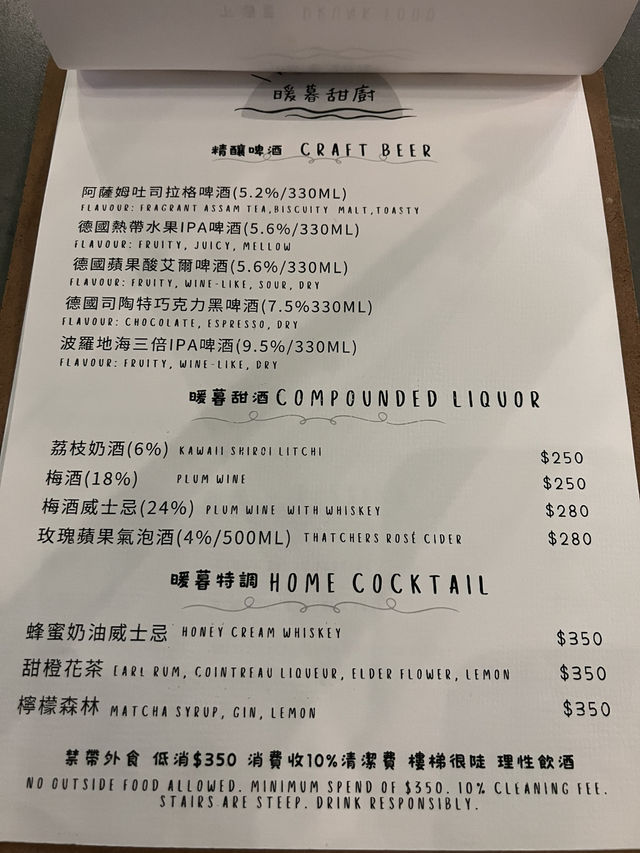 暖暮甜廚
精釀啤酒 CRAFT BEER
阿薩姆吐司拉格啤酒(5.2%/330ML)
FLAVOUR: FRAGRANT ASSAM TEA,BISCUITY MALT,TOASTY
德國熱帶水果IPA啤酒(5.6%/330ML)
FLAVOUR: FRUITY, JUICY, MELLOW
德國蘋果酸艾爾啤酒(5.6%/330ML)
FLAVOUR: FRUITY, WINE-LIKE, SOUR, DRY
德國司陶特巧克力黑啤酒(7.5%330ML)
FLAVOUR: CHOCOLATE, ESPRESSO, DRY
波羅地海三倍IPA啤酒(9.5%/330ML)
FLAVOUR: FRUITY, WINE-LIKE, DRY
暖暮甜酒 COMPOUNDED LIQUOR
荔枝奶酒(6%) KAWAII SHIROI LITCHI $250
梅酒(18%) PLUM WINE $250
梅酒威士忌(24%) PLUM WINE WITH WHISKEY $280
玫瑰蘋果氣泡酒(4%/500ML) THATCHERS ROSÉ CIDER $280
暖暮特調 HOME COCKTAIL
蜂蜜奶油威士忌 HONEY CREAM WHISKEY $350
甜橙花茶 EARL RUM, COINTREAU LIQUEUR, ELDER FLOWER, LEMON $350
檸檬森林 MATCHA SYRUP, GIN, LEMON $350
禁帶外食 低消$350 消費收10%清潔費 樓梯很陡 理性飲酒
NO OUTSIDE FOOD ALLOWED. MINIMUM SPEND OF $350. 10% CLEANING FEE.
STAIRS ARE STEEP. DRINK RESPONSIBLY.